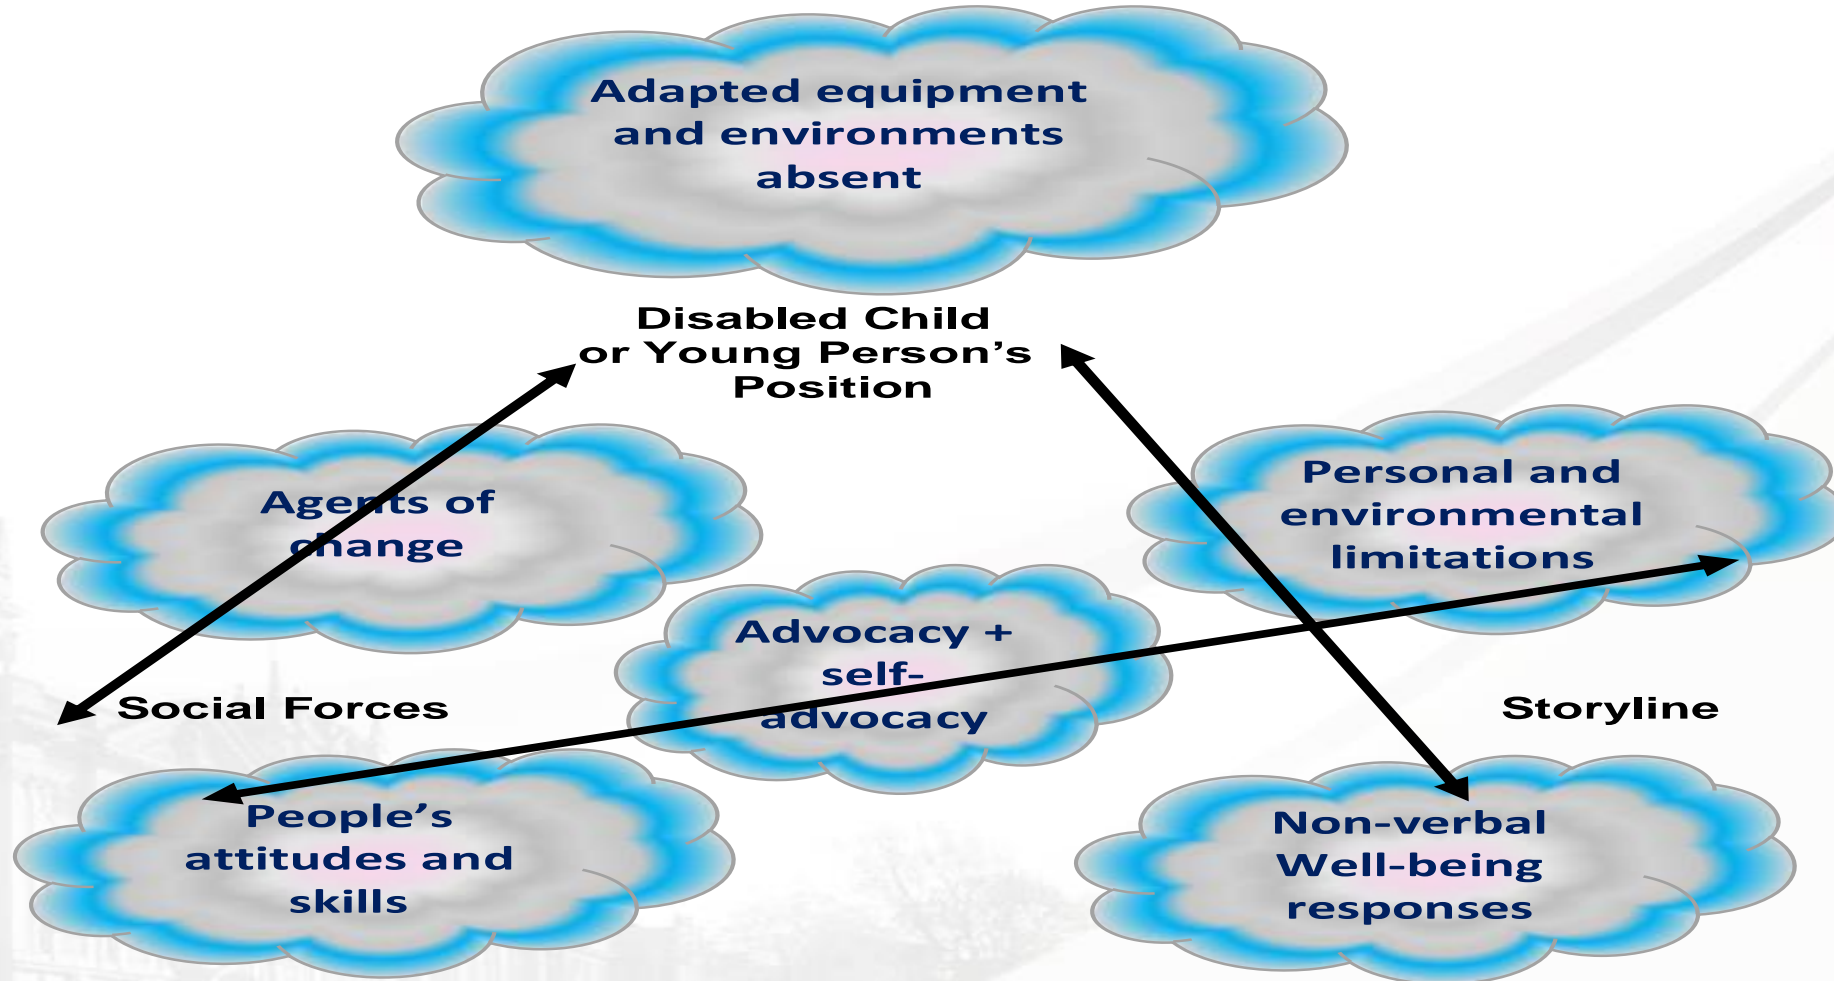 Adapted equipment
and environments
absent
Disabled Child
or Young Person’s
Position
Agents of
change
Personal and
environmental
limitations
Advocacy +
self-
advocacy
Social Forces
Storyline
People’s
attitudes and
skills
Non-verbal
Well-being
responses